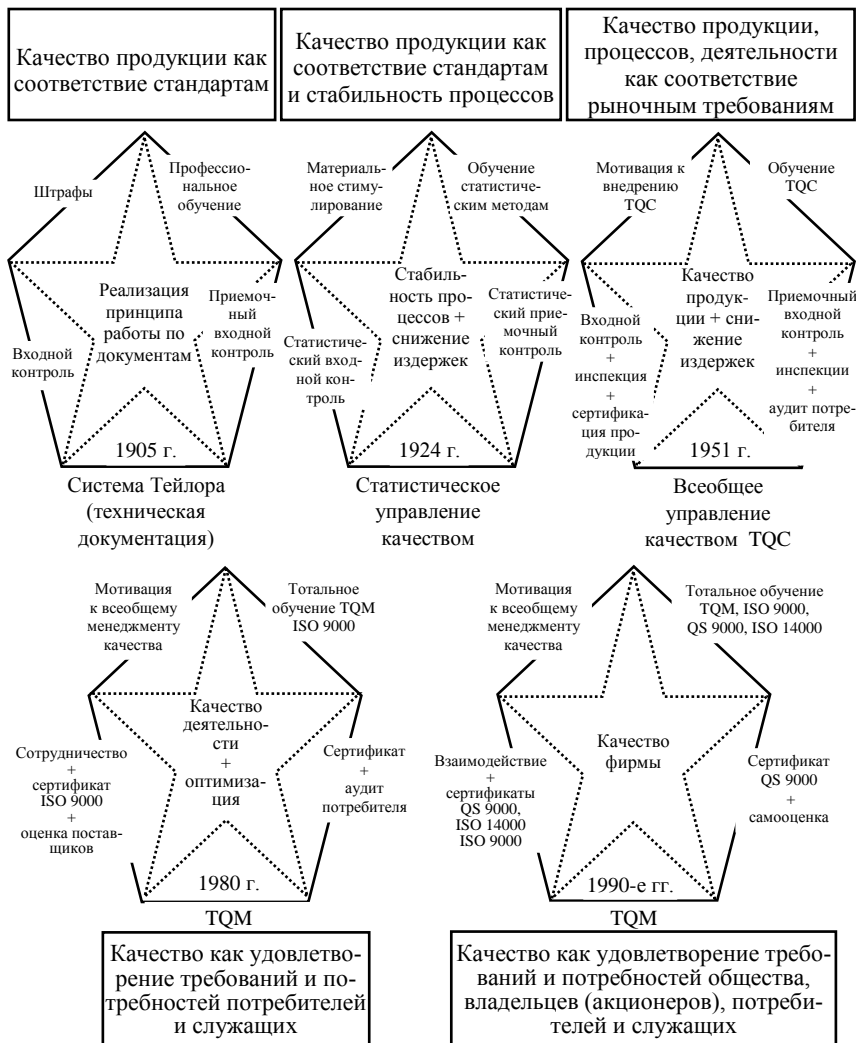 Качество продукции как
соответствие стандартам
Качество продукции как
соответствие стандартам
и стабильность процессов
Качество продукции,
процессов, деятельности
как соответствие
рыночным требованиям
Штрафы
Профессио-
нальное
обучение
Реализация
принципа
работы по
документам
Входной
контроль
Приемоч-
ный
входной
контроль
1905 г.
Система Тейлора
(техническая
документация)
Материаль-
ное стиму-
лирование
Обучение
статистиче-
ским методам
Стабиль-
ность про-
цессов +
снижение
издержек
Статистический
вход-
ной кон-
троль
Статистиче-
ский прие-
мочный
контроль
1924 г.
Статистическое
управление
качеством
Мотивация к
внедрению
TQC
Обучение
TQC
Качество
продук-
ции + сни-
жение
издержек
Входной
контроль
+
инспекция
+
сертифика-
ция про-
дукции
Приемочный
входной
контроль
+
инспекции
+
аудит потре-
бителя
1951 г.
Всеобщее
управление
качеством TQC
Мотивация
к всеобщему
менеджменту
качества
Тотальное
обучение TQM
ISO 9000
Качество
деятельно-
сти
+
оптимиза-
ция
Сотрудничество
+
сертификат
ISO 9000
+
оценка постав-
щиков
Сертификат
+
аудит
потребителя
1980 г.
TQM
Качество как удовлетво-
рение требований и по-
требностей потребителей
и служащих
Мотивация
к всеобщему
менеджменту
качества
Тотальное обучение
TQM, ISO 9000,
QS 9000, ISO 14000
Качество
фирмы
Взаимодействие
+
сертификаты
QS 9000,
ISO 14000
ISO 9000
Сертификат
QS 9000
+
самооценка
1990-е гг.
TQM
Качество как удовлетворение требо-
ваний и потребностей общества,
владельцев (акционеров), потреби-
телей и служащих